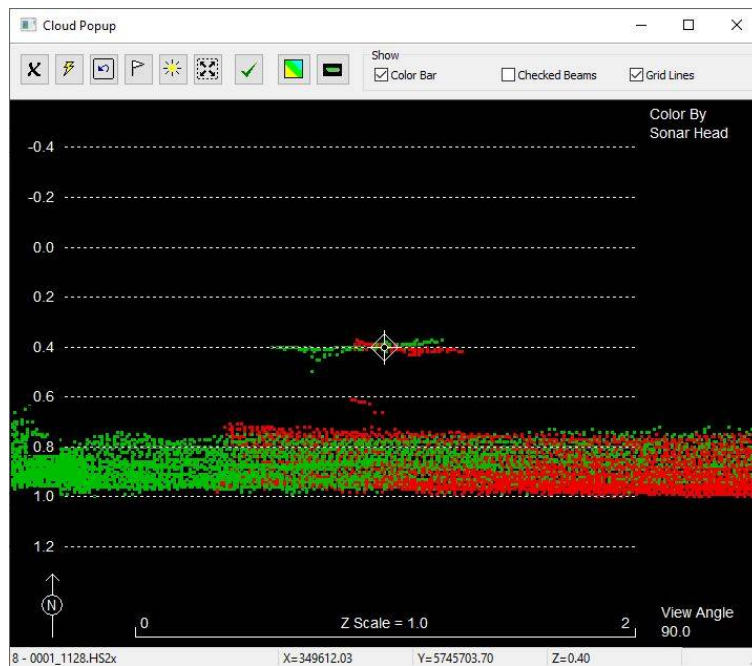 Cloud Popup
Show
Color Bar
Checked Beams
Grid Lines
Color By
Sonar Head
-0.4
-0.2
0.0
0.2
0.4
0.6
0.8
1.0
1.2
N
0 Z Scale = 1.0 2
View Angle
90.0
8 - 0001_1128.HS2x X=349612.03 Y=5745703.70 Z=0.40